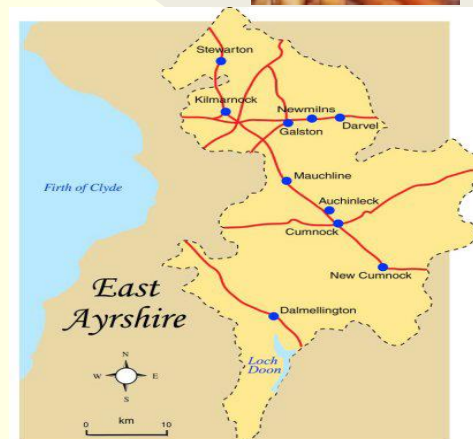 Stewarton
Kilmarnock
Newmilns
Galston
Darvel
Mauchline
Firth of Clyde
Auchinleck
Cumnock
New Cumnock
East
Ayrshire
Dalmellington
Loch
Doon
N
W E
S
km
0 10